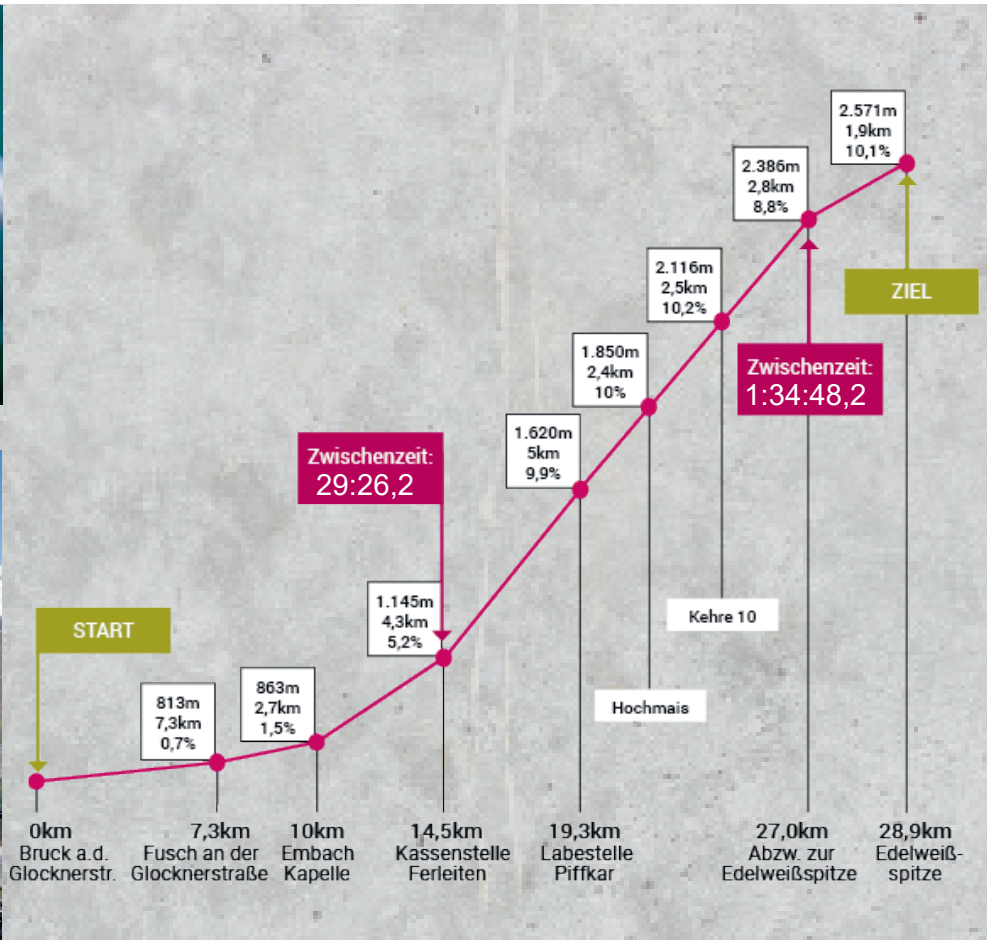 2.571m
1,9km
10,1%
2.386m
2,8km
8,8%
ZIEL
2.116m
2,5km
10,2%
Zwischenzeit:
1:34:48,2
1.850m
2,4km
10%
1.620m
5km
9,9%
Zwischenzeit:
29:26,2
1.145m
4,3km
5,2%
START
Kehre 10
863m
2,7km
1,5%
813m
7,3km
0,7%
Hochmais
0km
Bruck a.d.
Glocknerstr.
7,3km
Fusch an der
Glocknerstraße
10km
Embach
Kapelle
14,5km
Kassenstelle
Ferleiten
19,3km
Labestelle
Piffkar
27,0km
Abzw. zur
Edelweißspitze
28,9km
Edelweiß-
spitze